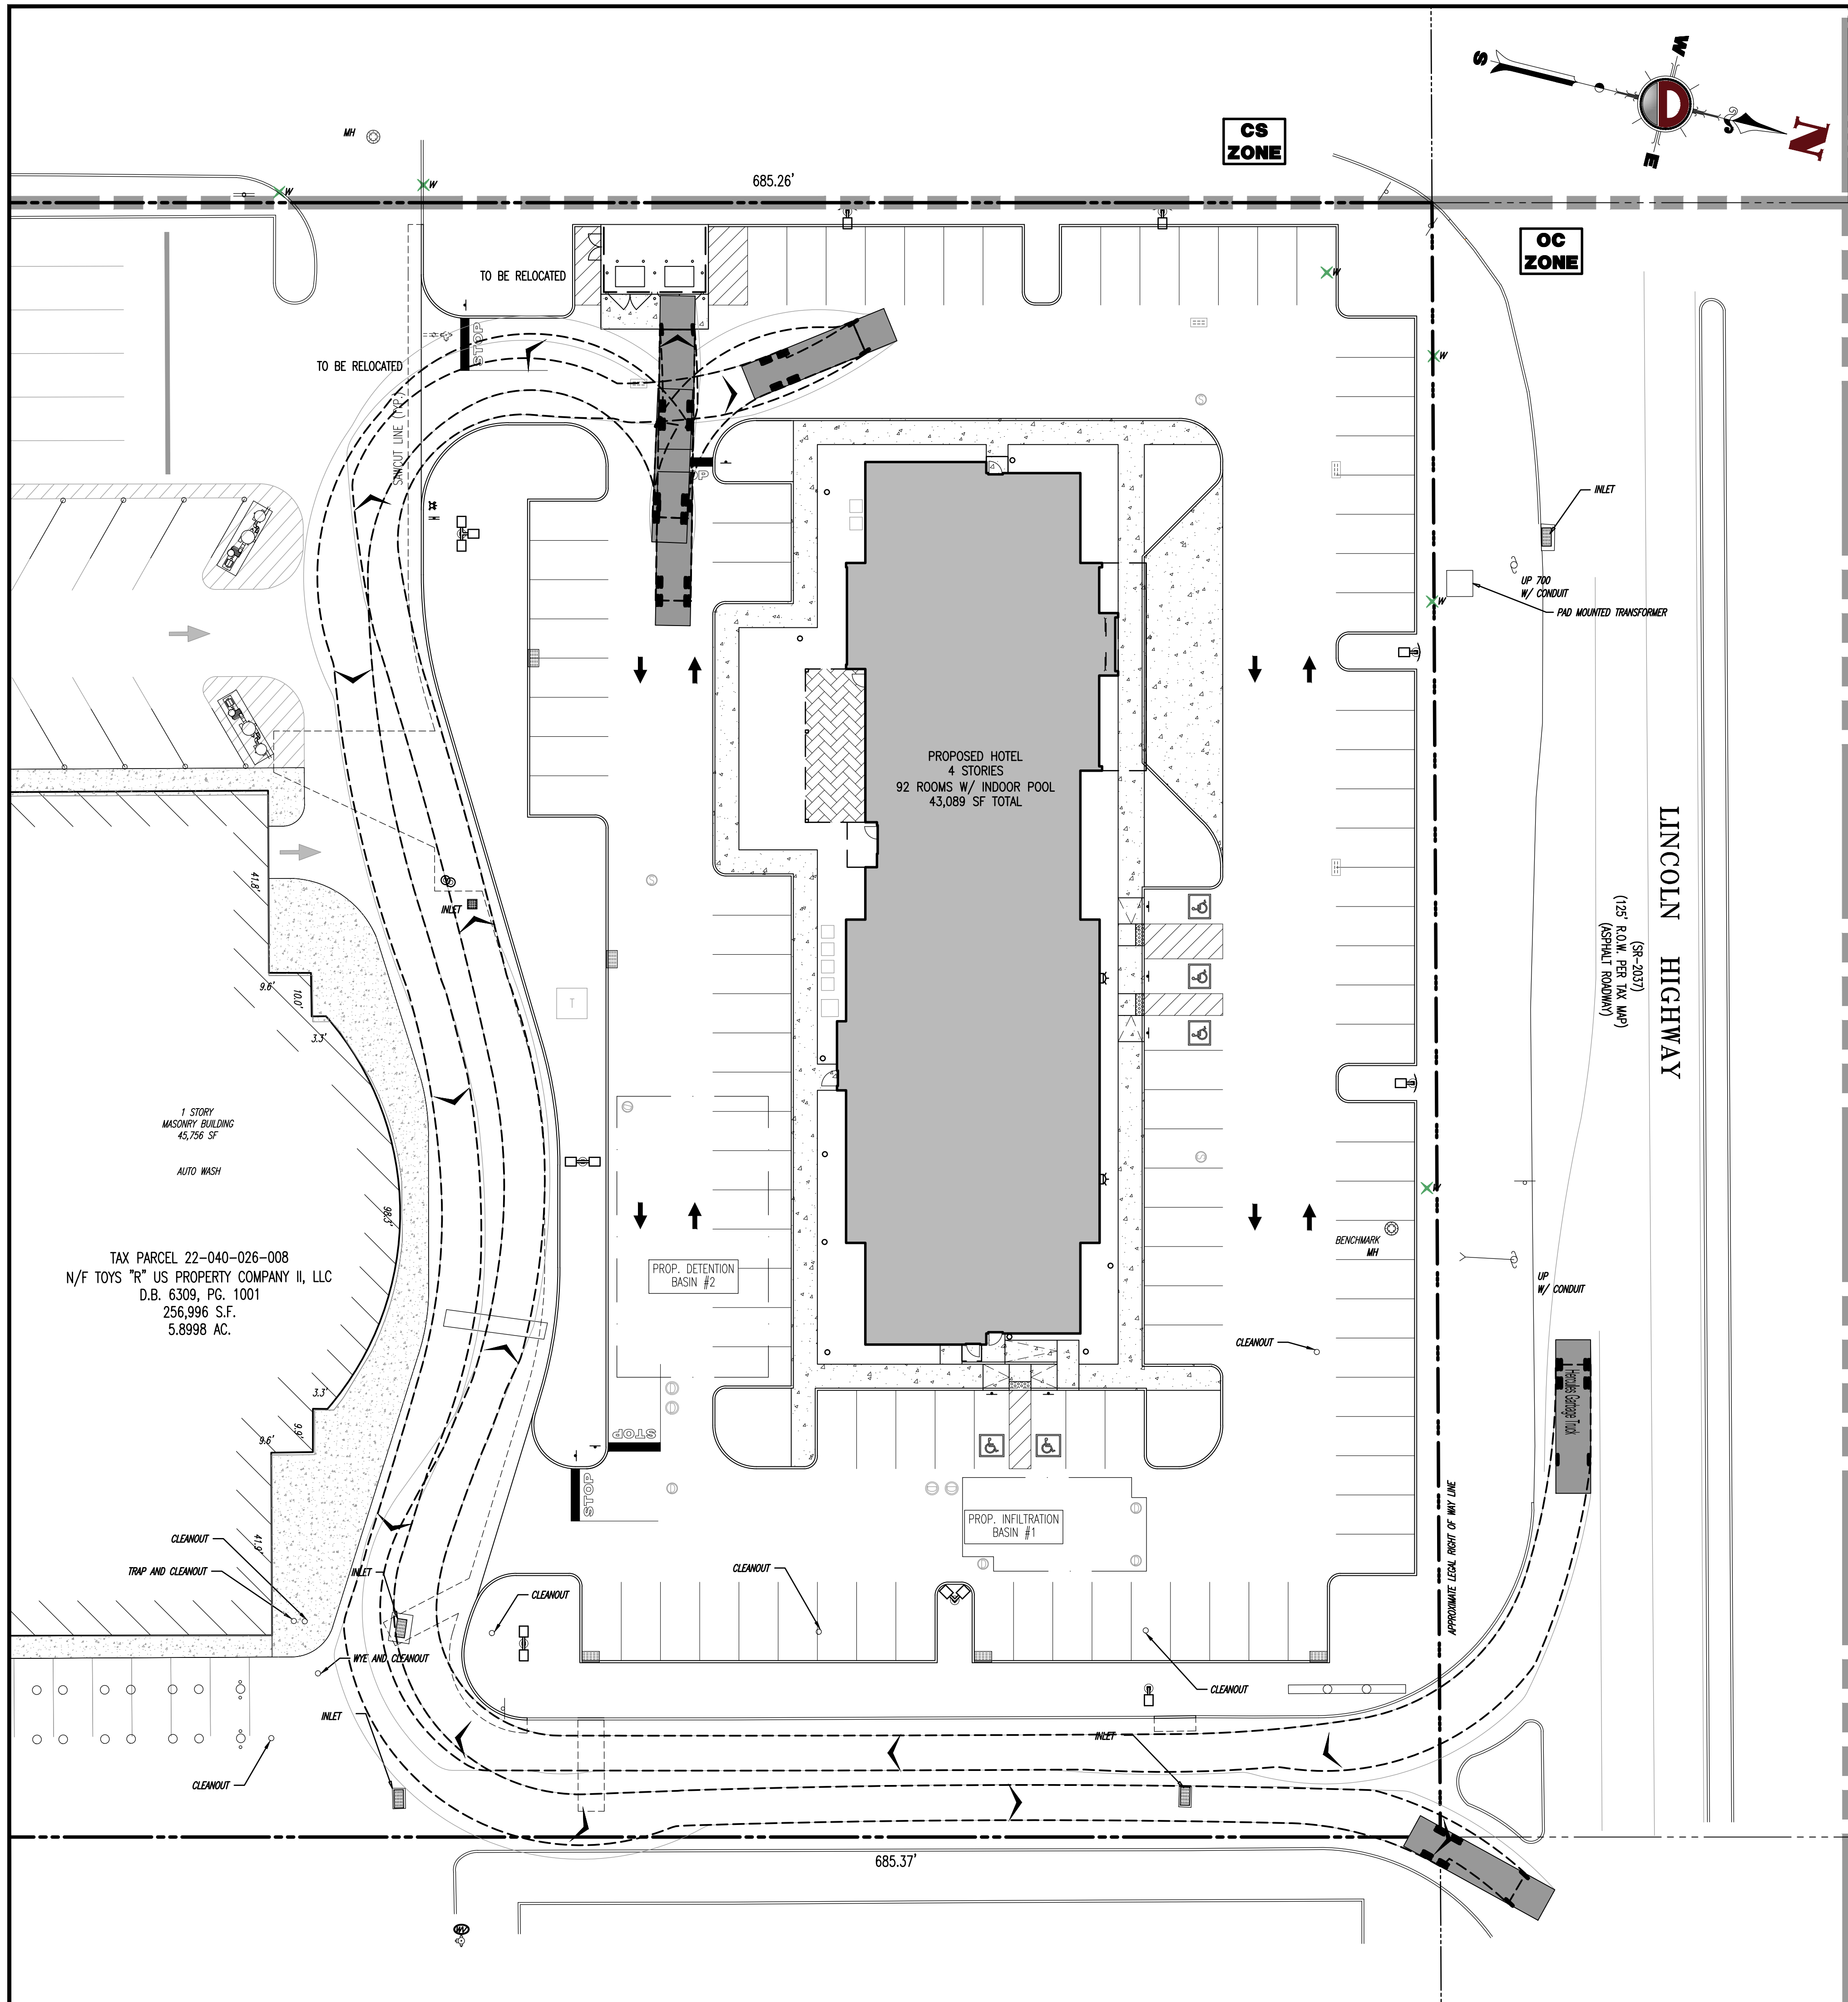 S
W
D
E
N
CS
ZONE
OC
ZONE
MH
W
W
685.26'
TO BE RELOCATED
STOP
W
TO BE RELOCATED
W
SAWCUT LINE (TYP.)
INLET
UP 700
W/ CONDUIT
W
PAD MOUNTED TRANSFORMER
PROPOSED HOTEL
4 STORIES
92 ROOMS W/ INDOOR POOL
43,089 SF TOTAL
LINCOLN HIGHWAY
(SR-2037)
(125' R.O.W. PER TAX MAP)
(ASPHALT ROADWAY)
41.8'
INLET
9.6'
10.0'
3.3'
T
1 STORY
MASONRY BUILDING
45,756 SF
AUTO WASH
98.3'
TAX PARCEL 22-040-026-008
N/F TOYS "R" US PROPERTY COMPANY II, LLC
D.B. 6309, PG. 1001
256,996 S.F.
5.8998 AC.
PROP. DETENTION
BASIN #2
W
BENCHMARK
MH
UP
W/ CONDUIT
CLEANOUT
Hercules Garbage Truck
3.3'
9.9'
9.6'
STOP
STOP
PROP. INFILTRATION
BASIN #1
APPROXIMATE LEGAL RIGHT OF WAY LINE
41.9'
CLEANOUT
TRAP AND CLEANOUT
INLET
CLEANOUT
CLEANOUT
WYE AND CLEANOUT
CLEANOUT
INLET
INLET
CLEANOUT
685.37'